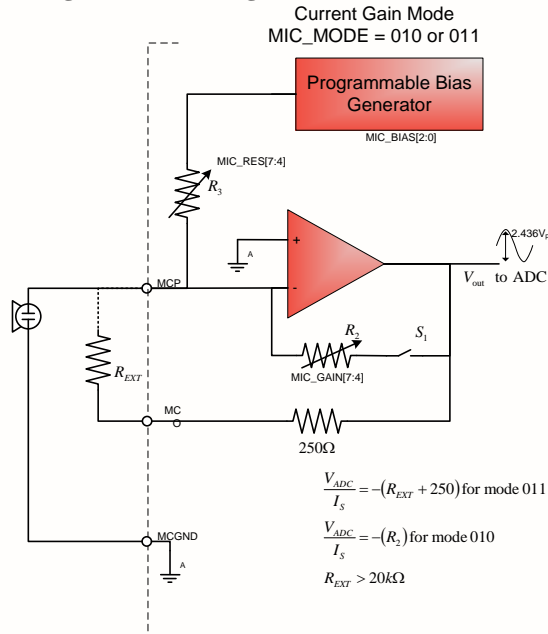 Current Gain Mode
MIC_MODE = 010 or 011
Programmable Bias
Generator
MIC_BIAS[2:0]
MIC_RES[7:4]
R3
A
+
-
2.436VP
Vout to ADC
MCP
R2
S1
MIC_GAIN[7:4]
REXT
MC
O
250Ω
VADC/IS = -(REXT + 250) for mode 011
VADC/IS = -(R2) for mode 010
REXT > 20kΩ
MCGND
A